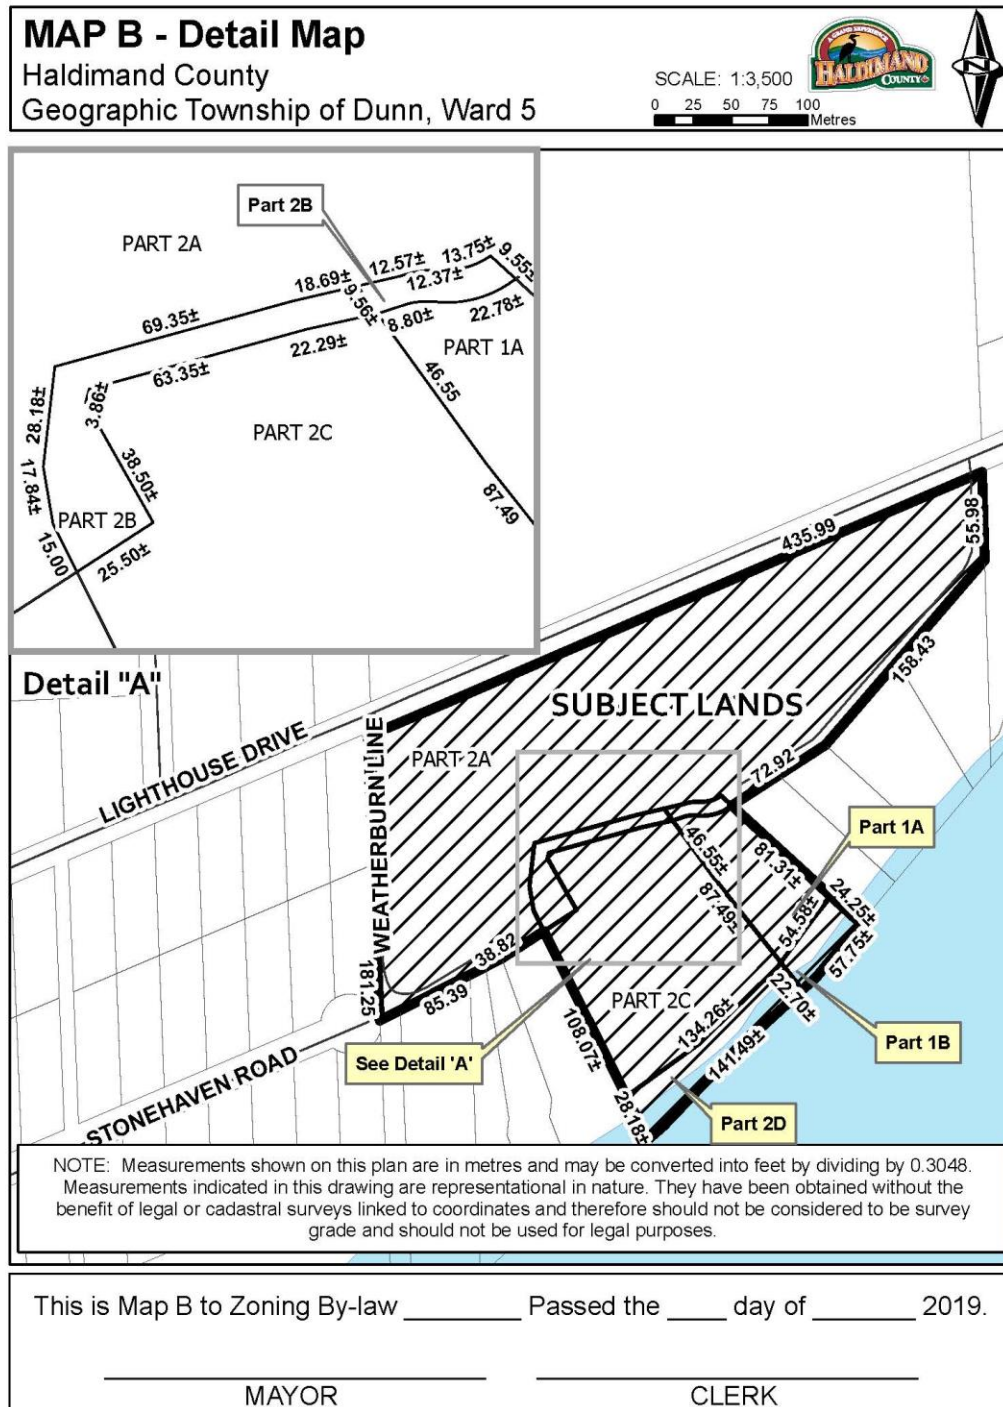 MAP B - Detail Map
Haldimand County
Geographic Township of Dunn, Ward 5
SCALE: 1:3,500
0 25 50 75 100
Metres
A GRAND EXPERIENCE
HALDIMAND
COUNTY
N
Part 2B
PART 2A
12.57±
13.75±
9.55±
18.69±
12.37±
9.56±
69.35±
8.80±
22.78±
22.29±
PART 1A
63.35±
46.55
28.18±
3.86±
PART 2C
38.50±
17.84±
87.49
PART 2B
15.00
25.50±
Detail "A"
435.99
55.98
158.43
SUBJECT LANDS
LIGHTHOUSE DRIVE
WEATHERBURN LINE
PART 2A
72.92
Part 1A
46.55±
81.31±
87.49±
24.25±
54.58±
57.75±
38.82
181.25
85.39
PART 2C
22.70±
134.26±
108.07±
141.49±
Part 1B
See Detail 'A'
STONEHAVEN ROAD
28.18±
Part 2D
NOTE: Measurements shown on this plan are in metres and may be converted into feet by dividing by 0.3048.
Measurements indicated in this drawing are representational in nature. They have been obtained without the
benefit of legal or cadastral surveys linked to coordinates and therefore should not be considered to be survey
grade and should not be used for legal purposes.
This is Map B to Zoning By-law ________ Passed the ____ day of _______ 2019.
MAYOR
CLERK